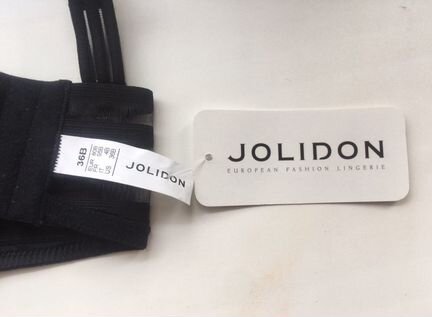 36B
JOLIDON
JOLIDON
EUROPEAN FASHION LINGERIE